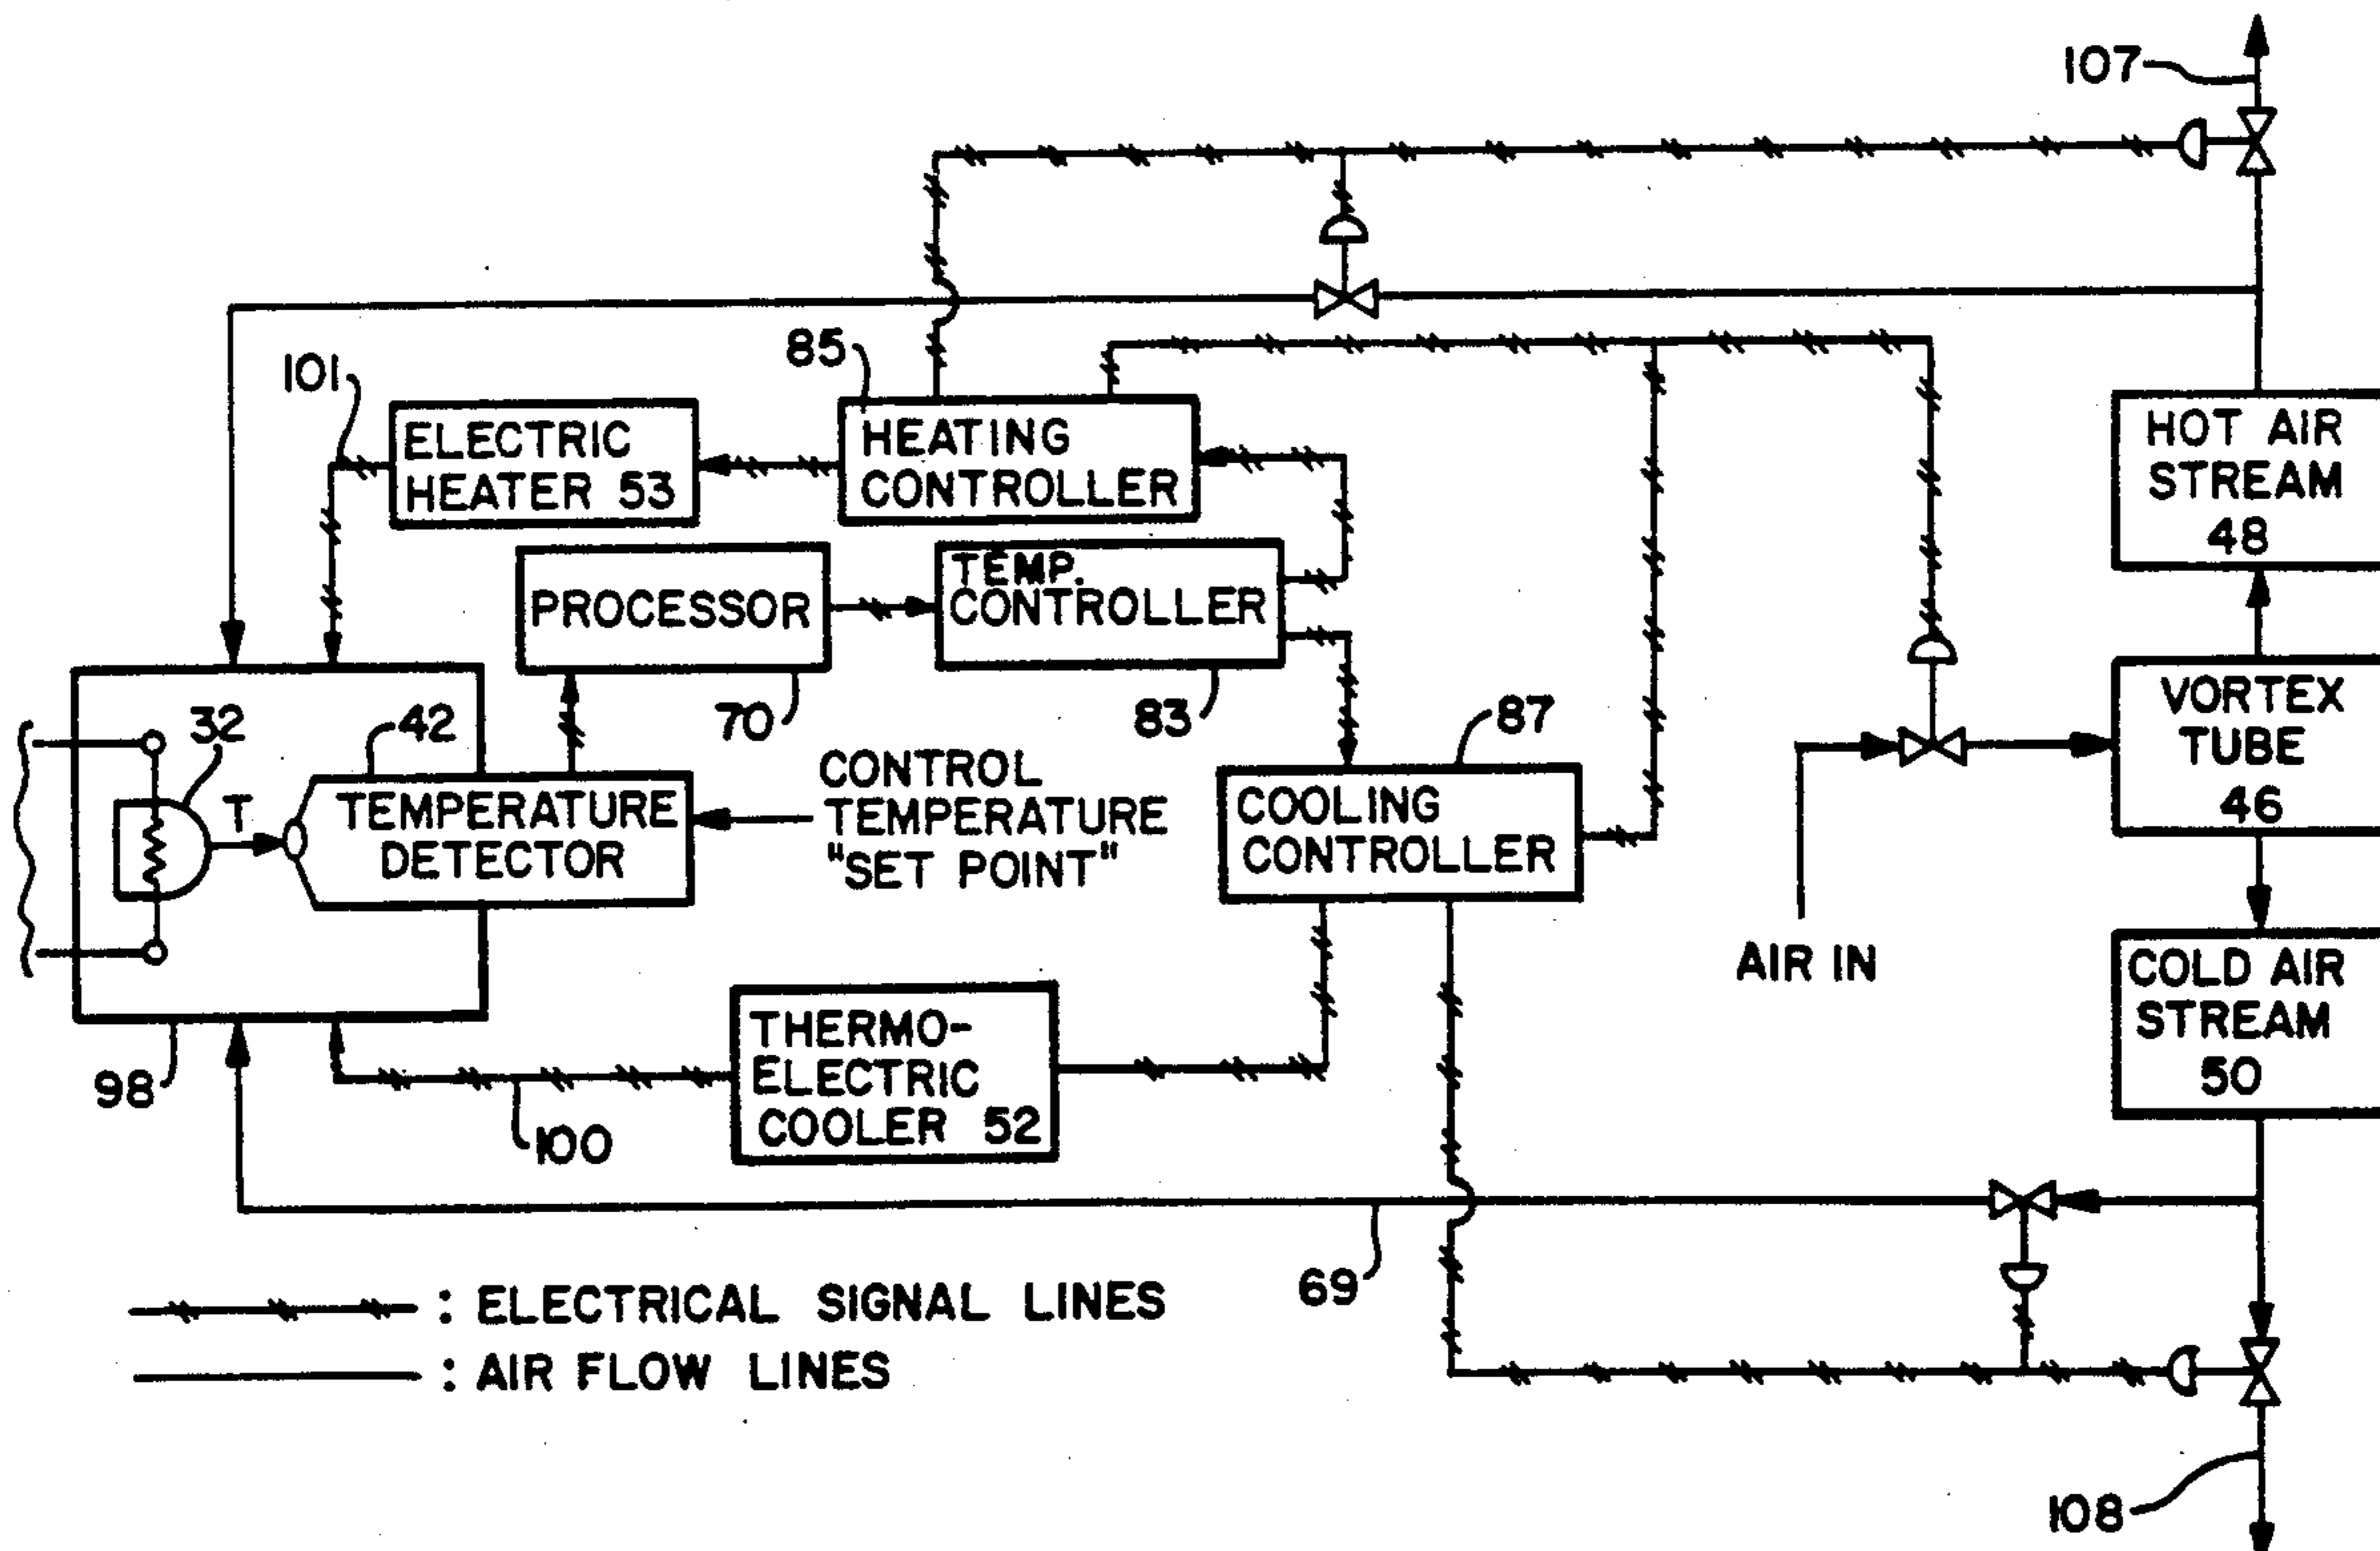 107
85
101
ELECTRIC
HEATER 53
HEATING
CONTROLLER
HOT AIR
STREAM
48
PROCESSOR
TEMP.
CONTROLLER
32
42
70
83
87
T
TEMPERATURE
DETECTOR
CONTROL
TEMPERATURE
"SET POINT"
COOLING
CONTROLLER
VORTEX
TUBE
46
AIR IN
COLD AIR
STREAM
50
98
100
THERMO-
ELECTRIC
COOLER 52
69
: ELECTRICAL SIGNAL LINES
: AIR FLOW LINES
108